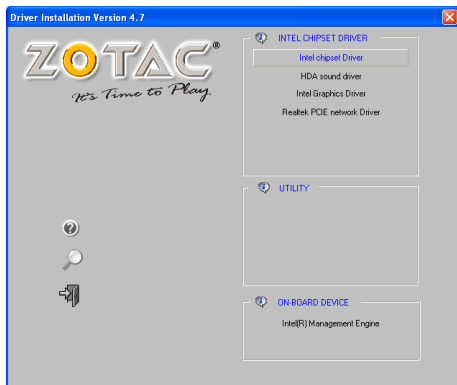 Driver Installation Version 4.7
ZOTAC®
It's Time to Play.
INTEL CHIPSET DRIVER
Intel chipset Driver
HDA sound driver
Intel Graphics Driver
Realtek PCIE network Driver
UTILITY
ON-BOARD DEVICE
Intel(R) Management Engine